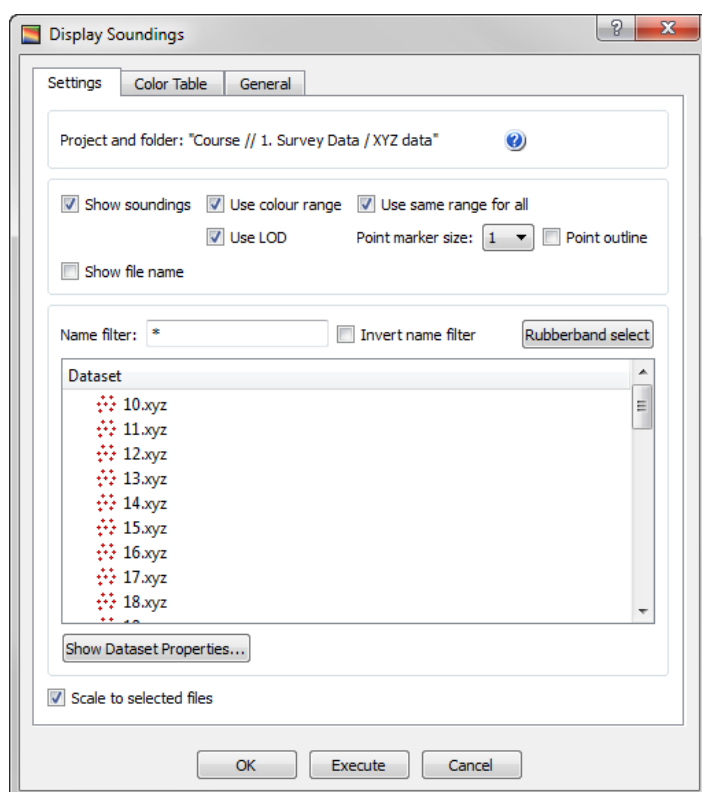 Display Soundings
Settings Color Table General
Project and folder: "Course // 1. Survey Data / XYZ data"
Show soundings Use colour range Use same range for all
Use LOD Point marker size: 1 Point outline
Show file name
Name filter: * Invert name filter Rubberband select
Dataset
10.xyz
11.xyz
12.xyz
13.xyz
14.xyz
15.xyz
16.xyz
17.xyz
18.xyz
Show Dataset Properties...
Scale to selected files
OK Execute Cancel